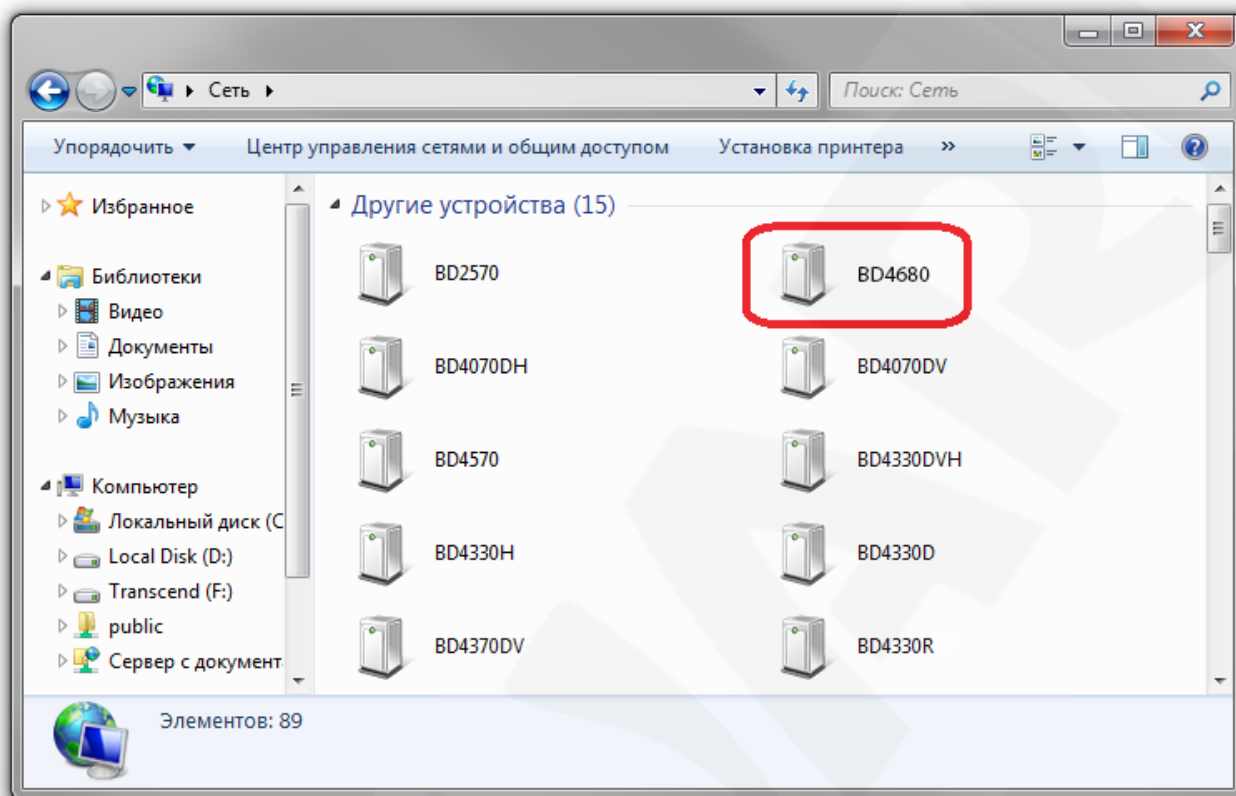 Сеть
Поиск: Сеть
Упорядочить Центр управления сетями и общим доступом Установка принтера »
Избранное
Библиотеки
Видео
Документы
Изображения
Музыка
Компьютер
Локальный диск (C
Local Disk (D:)
Transcend (F:)
public
Сервер с документ
Другие устройства (15)
BD2570 BD4680
BD4070DH BD4070DV
BD4570 BD4330DVH
BD4330H BD4330D
BD4370DV BD4330R
Элементов: 89